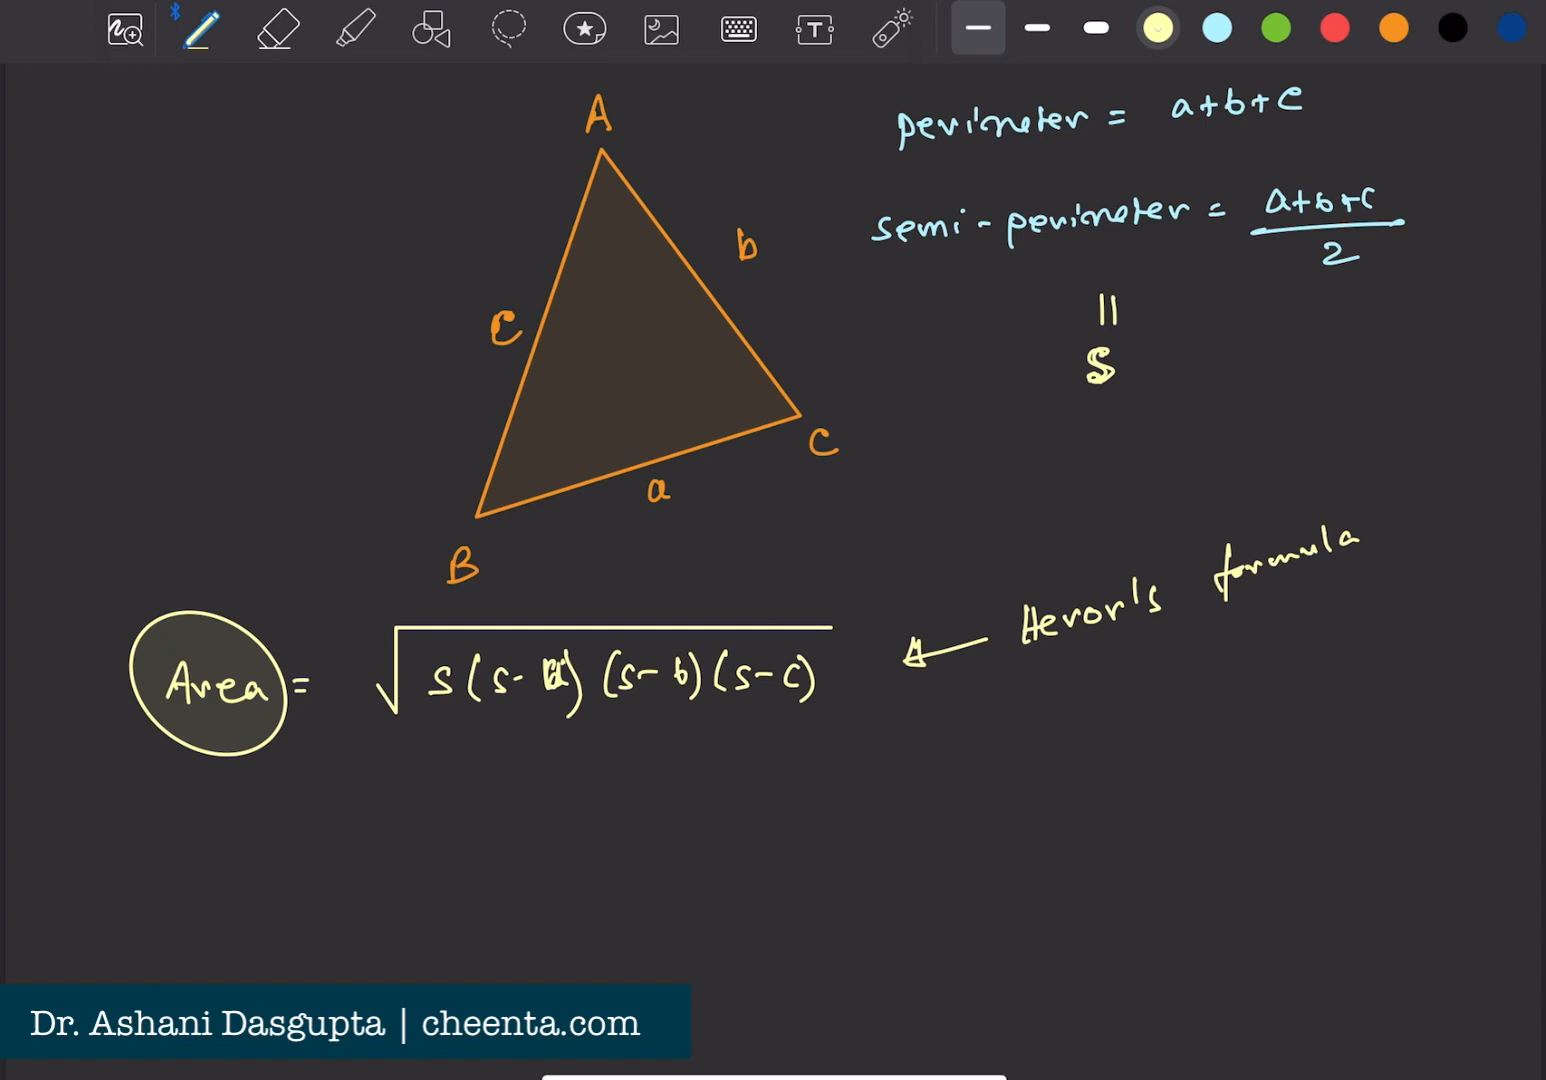 A
perimeter = a+b+c
b
semi-perimeter = a+b+c
2
c
||
s
C
a
B
Heron's formula
Area = √ s(s-a)(s-b)(s-c)
Dr. Ashani Dasgupta | cheenta.com